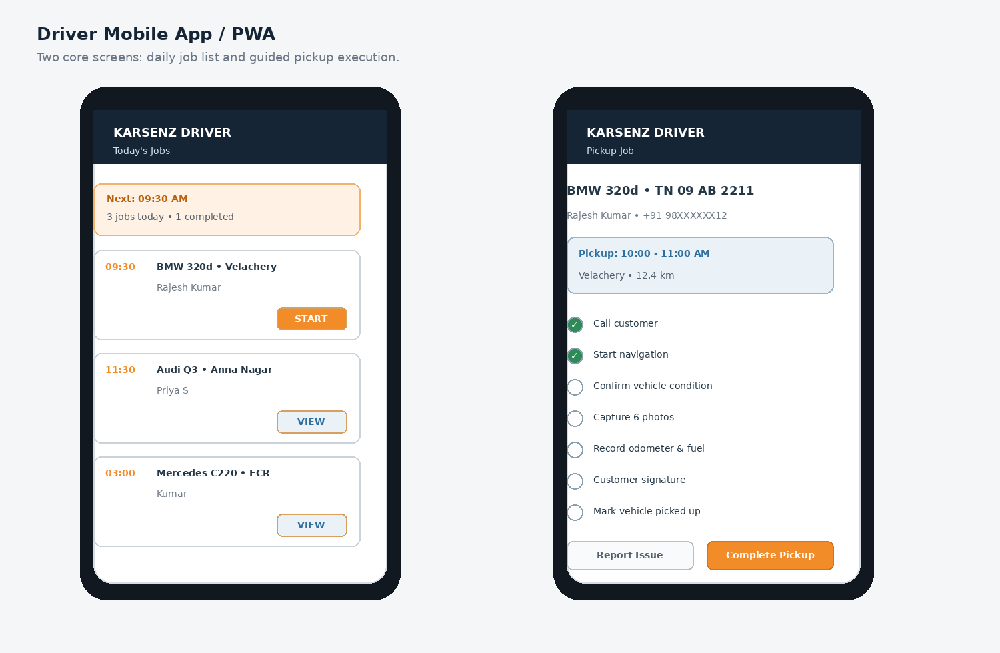 Driver Mobile App / PWA
Two core screens: daily job list and guided pickup execution.
KARSENZ DRIVER
Today's Jobs
Next: 09:30 AM
3 jobs today • 1 completed
09:30 BMW 320d • Velachery
Rajesh Kumar
START
11:30 Audi Q3 • Anna Nagar
Priya S
VIEW
03:00 Mercedes C220 • ECR
Kumar
VIEW
KARSENZ DRIVER
Pickup Job
BMW 320d • TN 09 AB 2211
Rajesh Kumar • +91 98XXXXXX12
Pickup: 10:00 - 11:00 AM
Velachery • 12.4 km
✓ Call customer
✓ Start navigation
Confirm vehicle condition
Capture 6 photos
Record odometer & fuel
Customer signature
Mark vehicle picked up
Report Issue Complete Pickup